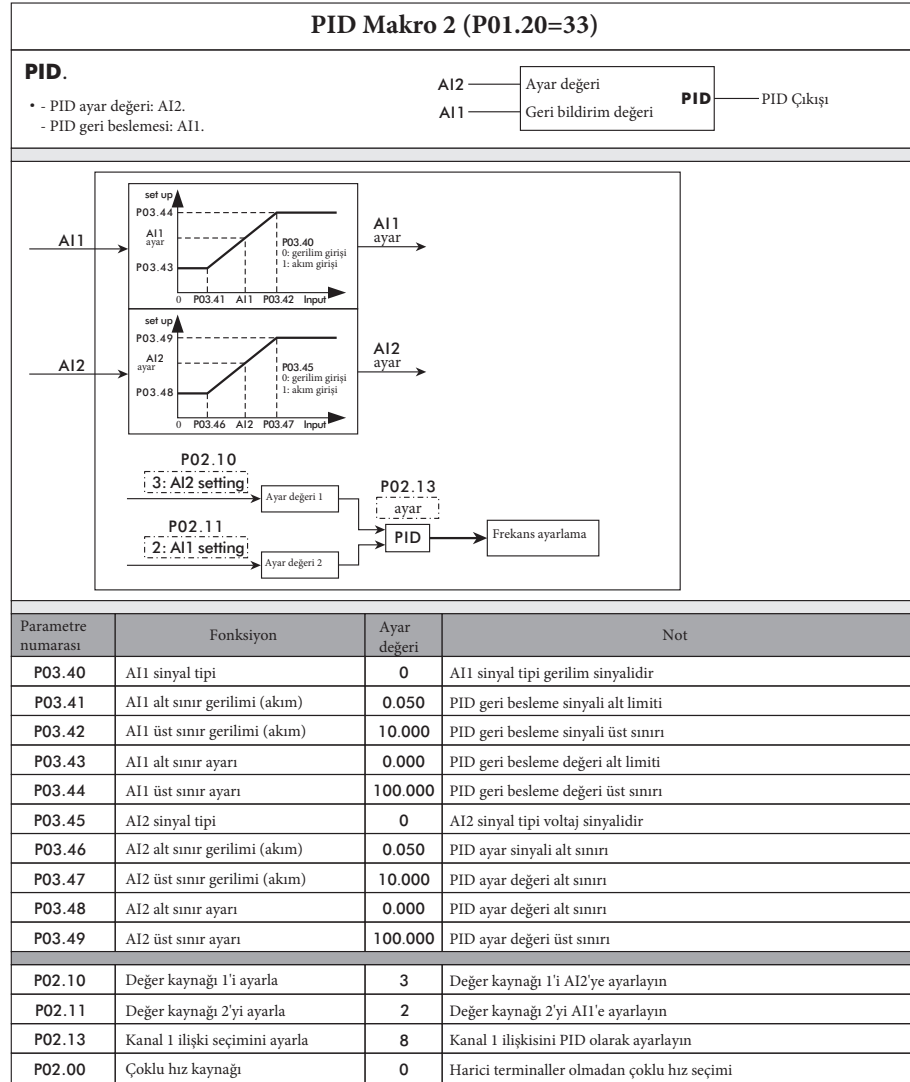 PID Makro 2 (P01.20=33)
PID.
• - PID ayar değeri: AI2.
- PID geri beslemesi: AI1.
AI2 Ayar değeri
AI1 Geri bildirim değeri
PID
PID Çıkışı
set up
P03.44
AI1
ayar
P03.43
P03.40
0: gerilim girişi
1: akım girişi
0 P03.41 AI1 P03.42 Input
AI1
AI1
ayar
set up
P03.49
AI2
ayar
P03.48
P03.45
0: gerilim girişi
1: akım girişi
0 P03.46 AI2 P03.47 Input
AI2
AI2
ayar
P02.10
3: AI2 setting
Ayar değeri 1
P02.11
2: AI1 setting
Ayar değeri 2
P02.13
ayar
PID
Frekans ayarlama
Parametre numarası Fonksiyon Ayar değeri Not
P03.40 AI1 sinyal tipi 0 AI1 sinyal tipi gerilim sinyalidir
P03.41 AI1 alt sınır gerilimi (akım) 0.050 PID geri besleme sinyali alt limiti
P03.42 AI1 üst sınır gerilimi (akım) 10.000 PID geri besleme sinyali üst sınırı
P03.43 AI1 alt sınır ayarı 0.000 PID geri besleme değeri alt limiti
P03.44 AI1 üst sınır ayarı 100.000 PID geri besleme değeri üst sınırı
P03.45 AI2 sinyal tipi 0 AI2 sinyal tipi voltaj sinyalidir
P03.46 AI2 alt sınır gerilimi (akım) 0.050 PID ayar sinyali alt sınırı
P03.47 AI2 üst sınır gerilimi (akım) 10.000 PID ayar değeri alt sınırı
P03.48 AI2 alt sınır ayarı 0.000 PID ayar değeri alt sınırı
P03.49 AI2 üst sınır ayarı 100.000 PID ayar değeri üst sınırı
P02.10 Değer kaynağı 1'i ayarla 3 Değer kaynağı 1'i AI2'ye ayarlayın
P02.11 Değer kaynağı 2'yi ayarla 2 Değer kaynağı 2'yi AI1'e ayarlayın
P02.13 Kanal 1 ilişki seçimini ayarla 8 Kanal 1 ilişkisini PID olarak ayarlayın
P02.00 Çoklu hız kaynağı 0 Harici terminaller olmadan çoklu hız seçimi